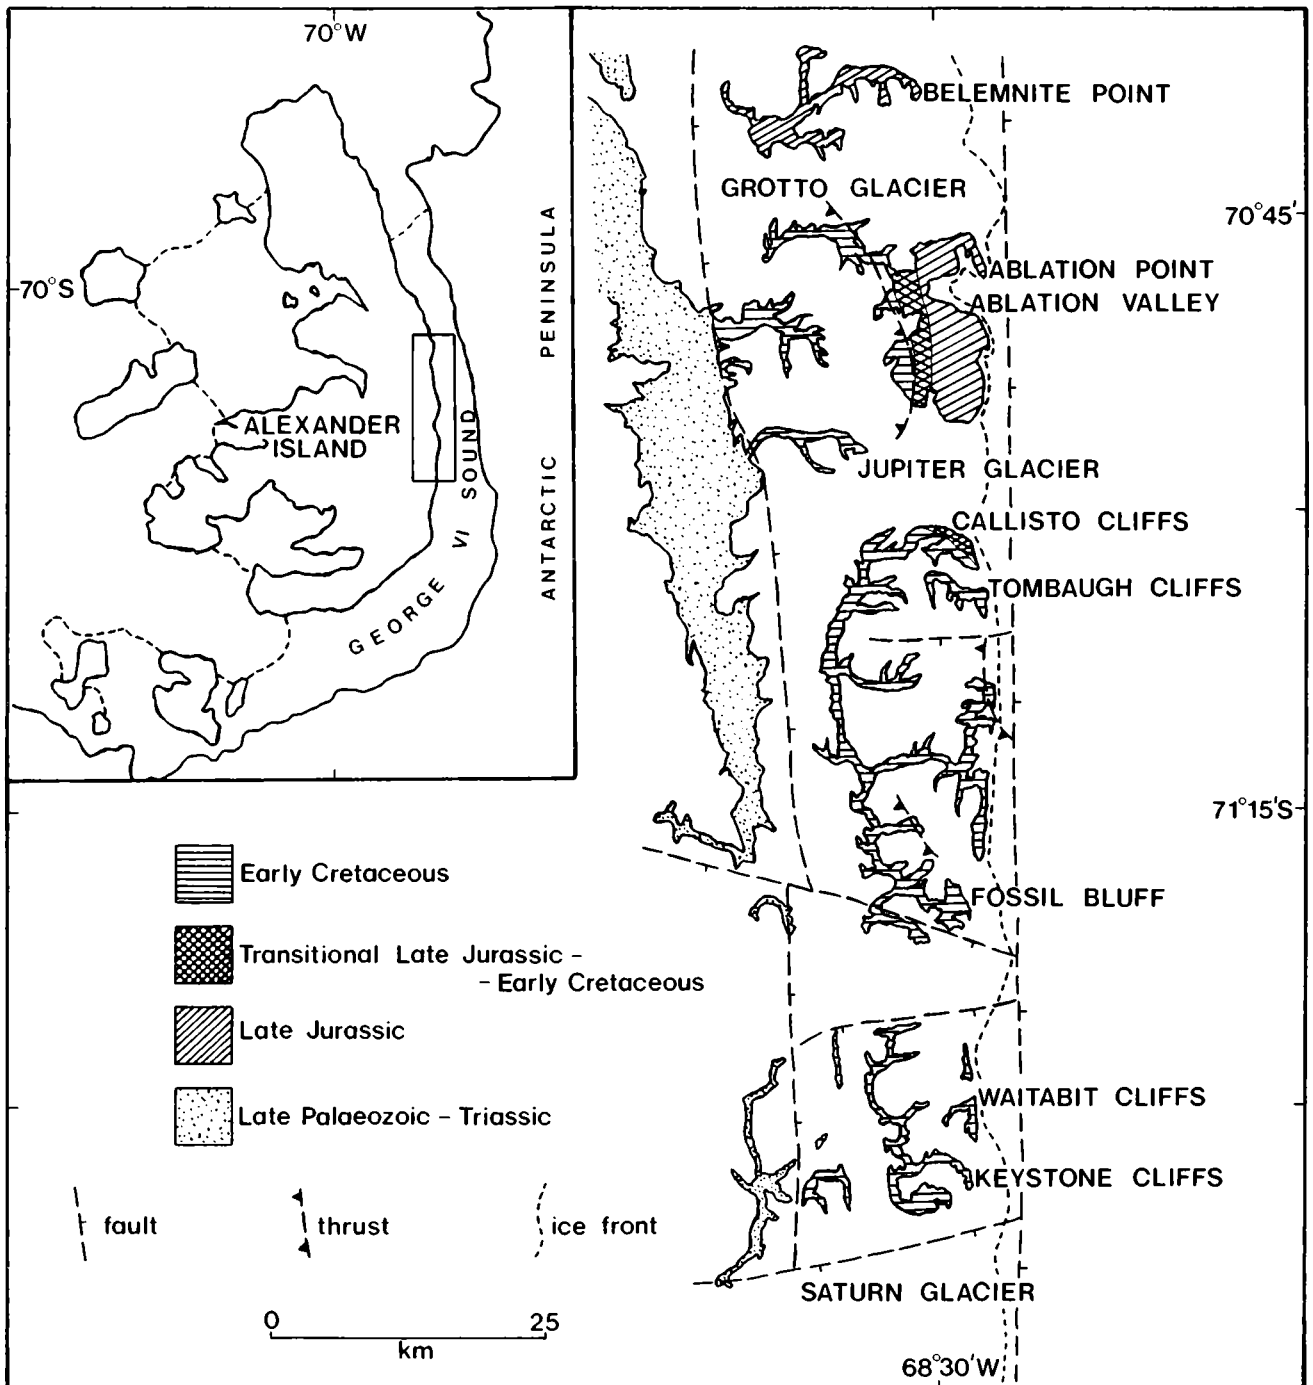 70°W
70°S
ALEXANDER
ISLAND
GEORGE VI SOUND
ANTARCTIC PENINSULA
BELEMNITE POINT
GROTTO GLACIER
70°45'
ABLATION POINT
ABLATION VALLEY
JUPITER GLACIER
CALLISTO CLIFFS
TOMBAUGH CLIFFS
71°15'S
FOSSIL BLUFF
WAITABIT CLIFFS
KEYSTONE CLIFFS
SATURN GLACIER
68°30'W
Early Cretaceous
Transitional Late Jurassic -
- Early Cretaceous
Late Jurassic
Late Palaeozoic - Triassic
fault
thrust
ice front
0 25
km